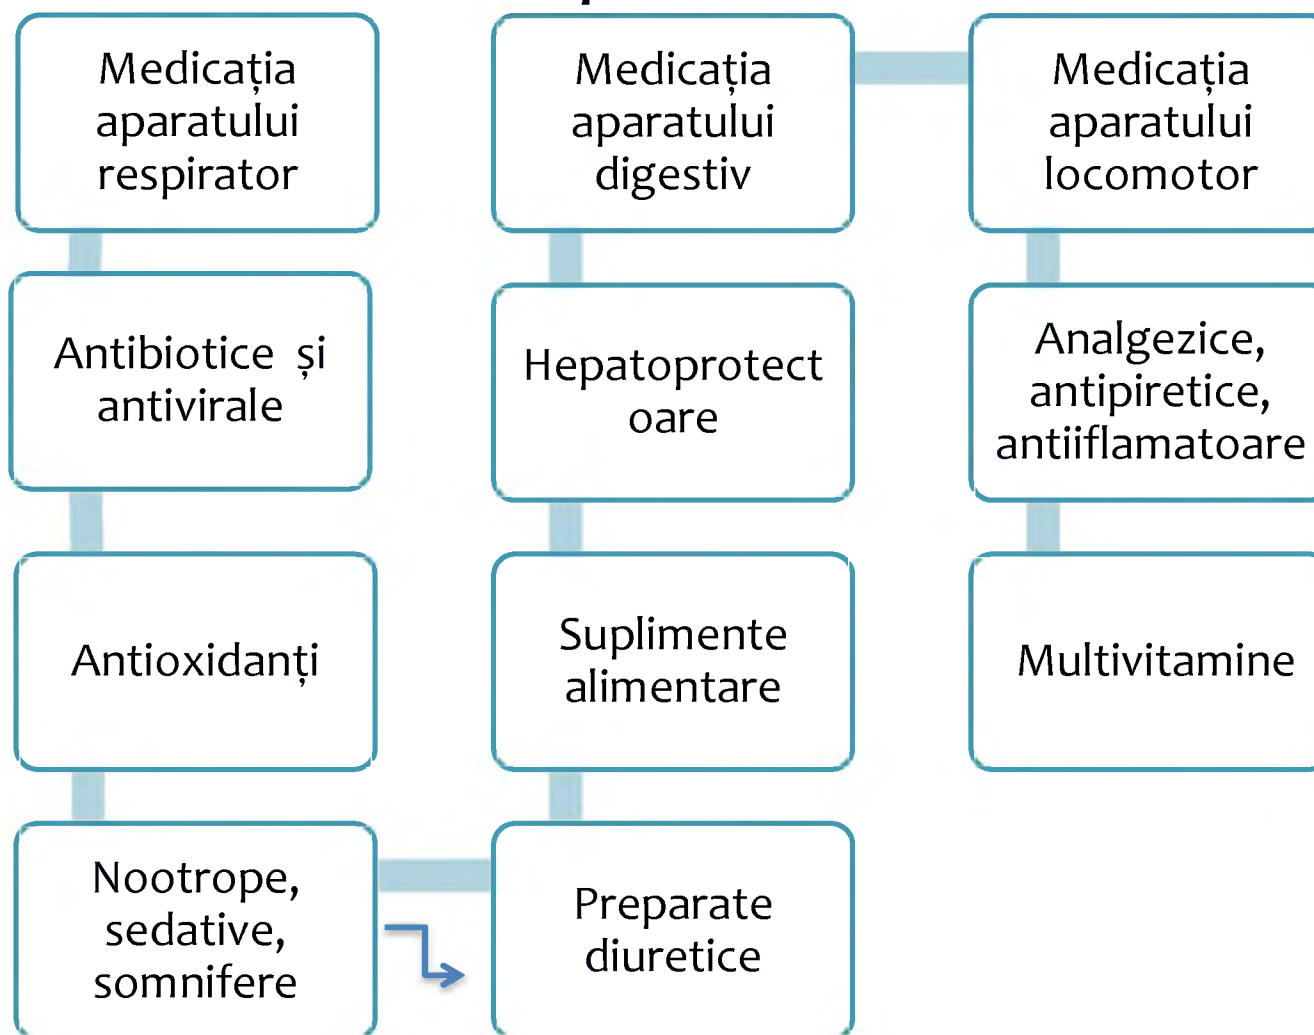 Medicația
aparatului
respirator
Antibiotice și
antivirale
Antioxidanți
Nootrope,
sedative,
somnifere
Preparate
diuretice
Suplimente
alimentare
Hepatoprotect
oare
Medicația
aparatului
digestiv
Medicația
aparatului
locomotor
Analgezice,
antipiretice,
antiiflamatoare
Multivitamine